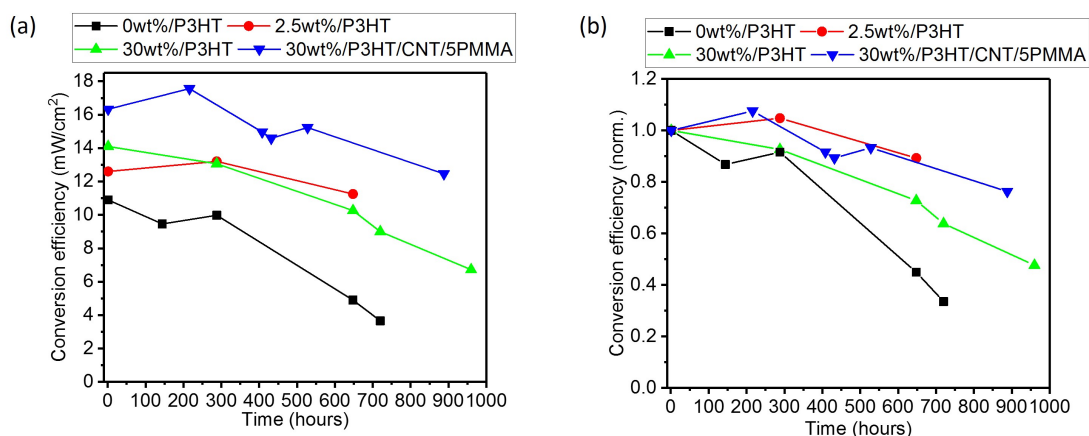 (a)
0wt%/P3HT 2.5wt%/P3HT
30wt%/P3HT 30wt%/P3HT/CNT/5PMMA
Conversion efficiency (mW/cm²)
18
16
14
12
10
8
6
4
2
0
0 100 200 300 400 500 600 700 800 900 1000
Time (hours)
(b)
0wt%/P3HT 2.5wt%/P3HT
30wt%/P3HT 30wt%/P3HT/CNT/5PMMA
Conversion efficiency (norm.)
1.2
1.0
0.8
0.6
0.4
0.2
0.0
0 100 200 300 400 500 600 700 800 900 1000
Time (hours)